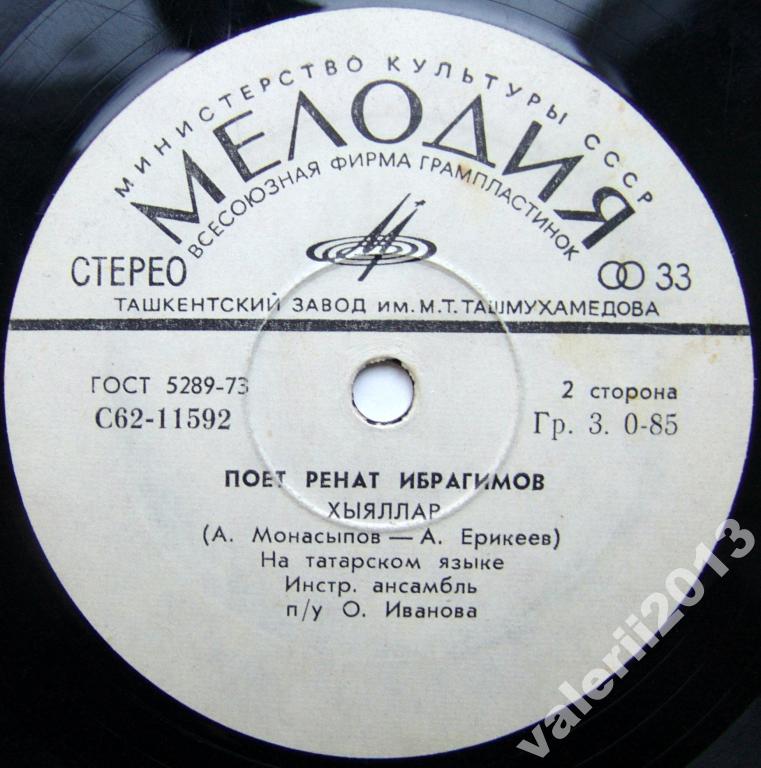 МИНИСТЕРСТВО КУЛЬТУРЫ СССР
МЕЛОДИЯ
ВСЕСОЮЗНАЯ ФИРМА ГРАМПЛАСТИНОК
СТЕРЕО
33
ТАШКЕНТСКИЙ ЗАВОД ИМ. М.Т.ТАШМУХАМЕДОВА
ГОСТ 5289-73
2 сторона
С62-11592
Гр. 3. 0-85
ПОЕТ РЕНАТ ИБРАГИМОВ
ХЫЯЛЛАР
(А. Монасыпов — А. Ерикеев)
На татарском языке
Инстр. ансамбль
п/у О. Иванова
valerii2013